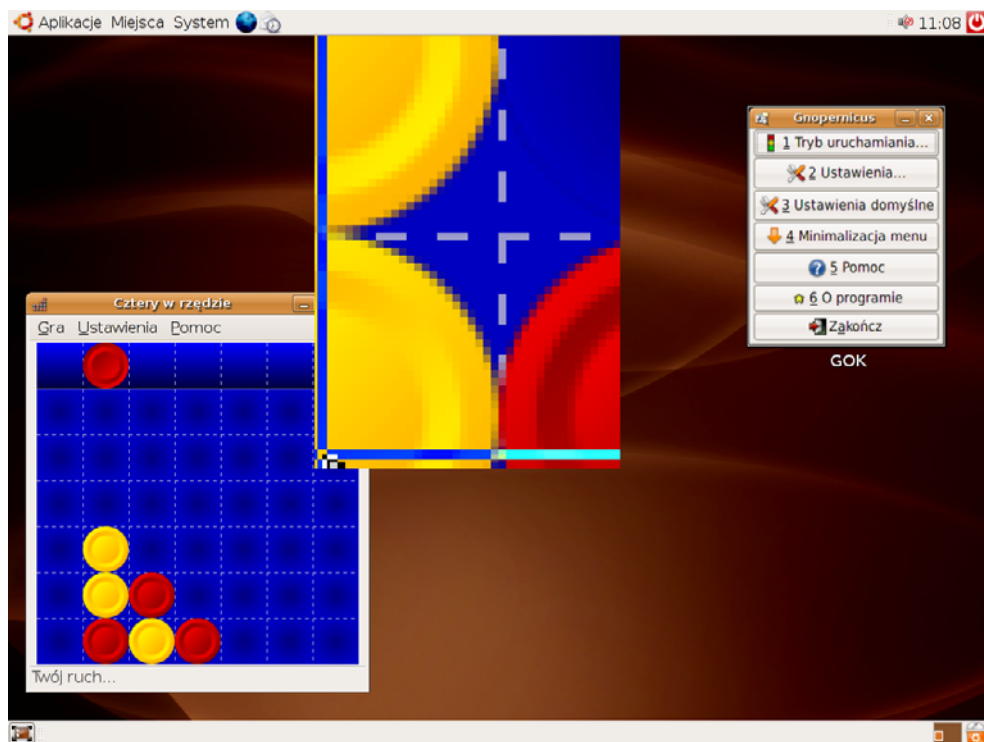 Aplikacje Miejsca System 11:08
Gnopernicus
1 Tryb uruchamiania...
2 Ustawienia...
3 Ustawienia domyślne
4 Minimalizacja menu
5 Pomoc
6 O programie
Zakończ
GOK
Cztery w rzędzie
Gra Ustawienia Pomoc
Twój ruch...